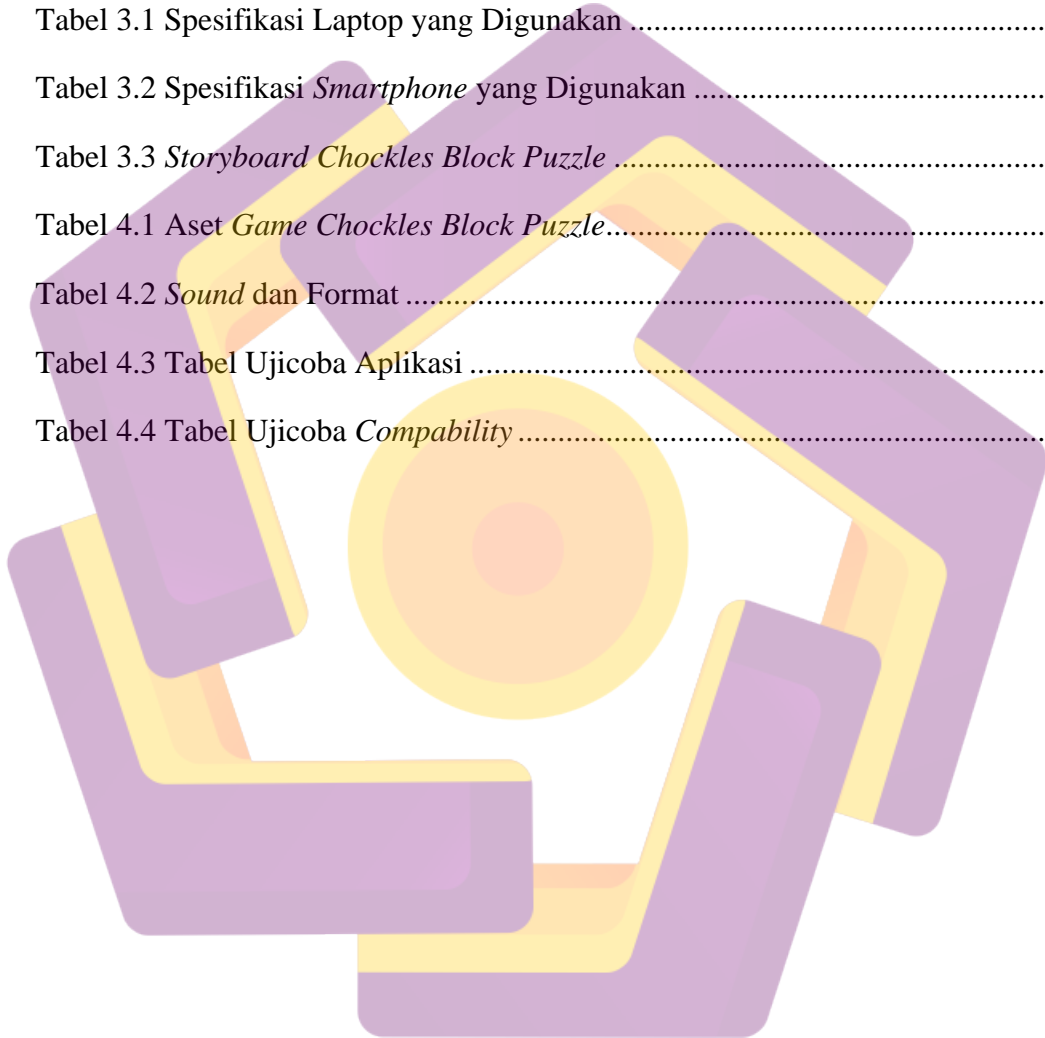 Tabel 3.1 Spesifikasi Laptop yang Digunakan ......................................................
Tabel 3.2 Spesifikasi Smartphone yang Digunakan ..............................................
Tabel 3.3 Storyboard Chockles Block Puzzle ........................................................
Tabel 4.1 Aset Game Chockles Block Puzzle.........................................................
Tabel 4.2 Sound dan Format ..................................................................................
Tabel 4.3 Tabel Ujicoba Aplikasi ..........................................................................
Tabel 4.4 Tabel Ujicoba Compability ....................................................................